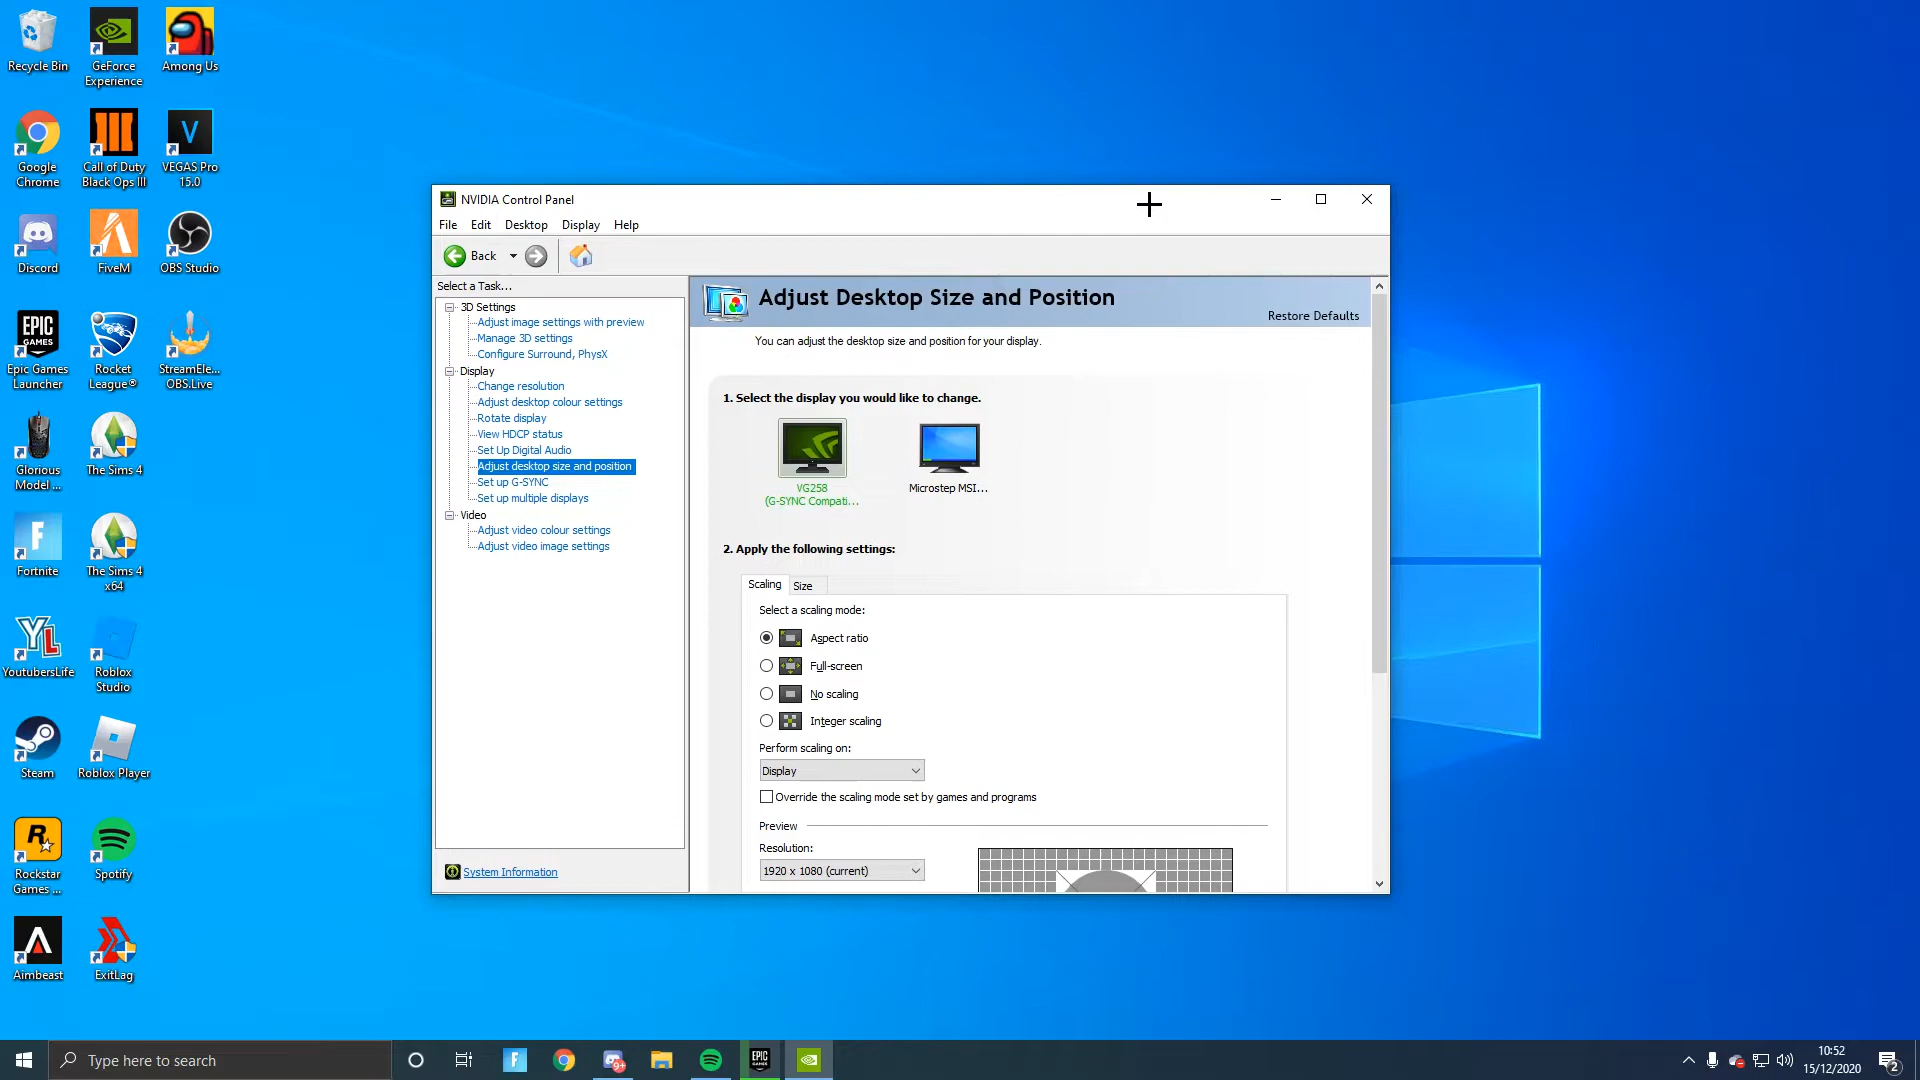 Recycle Bin
GeForce
Experience
Among Us
Google
Chrome
Call of Duty
Black Ops III
V
VEGAS Pro
15.0
Discord
FiveM
OBS Studio
EPIC
GAMES
Epic Games
Launcher
Rocket
League®
StreamEle...
OBS.Live
Glorious
Model ...
The Sims 4
F
Fortnite
The Sims 4
x64
YL
YoutubersLife
Roblox
Studio
Steam
Roblox Player
R
Rockstar
Games ...
Spotify
Aimbeast
ExitLag
NVIDIA Control Panel
File Edit Desktop Display Help
Back
Select a Task...
3D Settings
Adjust image settings with preview
Manage 3D settings
Configure Surround, PhysX
Display
Change resolution
Adjust desktop colour settings
Rotate display
View HDCP status
Set Up Digital Audio
Adjust desktop size and position
Set up G-SYNC
Set up multiple displays
Video
Adjust video colour settings
Adjust video image settings
System Information
Adjust Desktop Size and Position
Restore Defaults
You can adjust the desktop size and position for your display.
1. Select the display you would like to change.
VG258
(G-SYNC Compati...
Microstep MSI...
2. Apply the following settings:
Scaling Size
Select a scaling mode:
Aspect ratio
Full-screen
No scaling
Integer scaling
Perform scaling on:
Display
Override the scaling mode set by games and programs
Preview
Resolution:
1920 x 1080 (current)
Type here to search
F
9+
EPIC
GAMES
10:52
15/12/2020
2